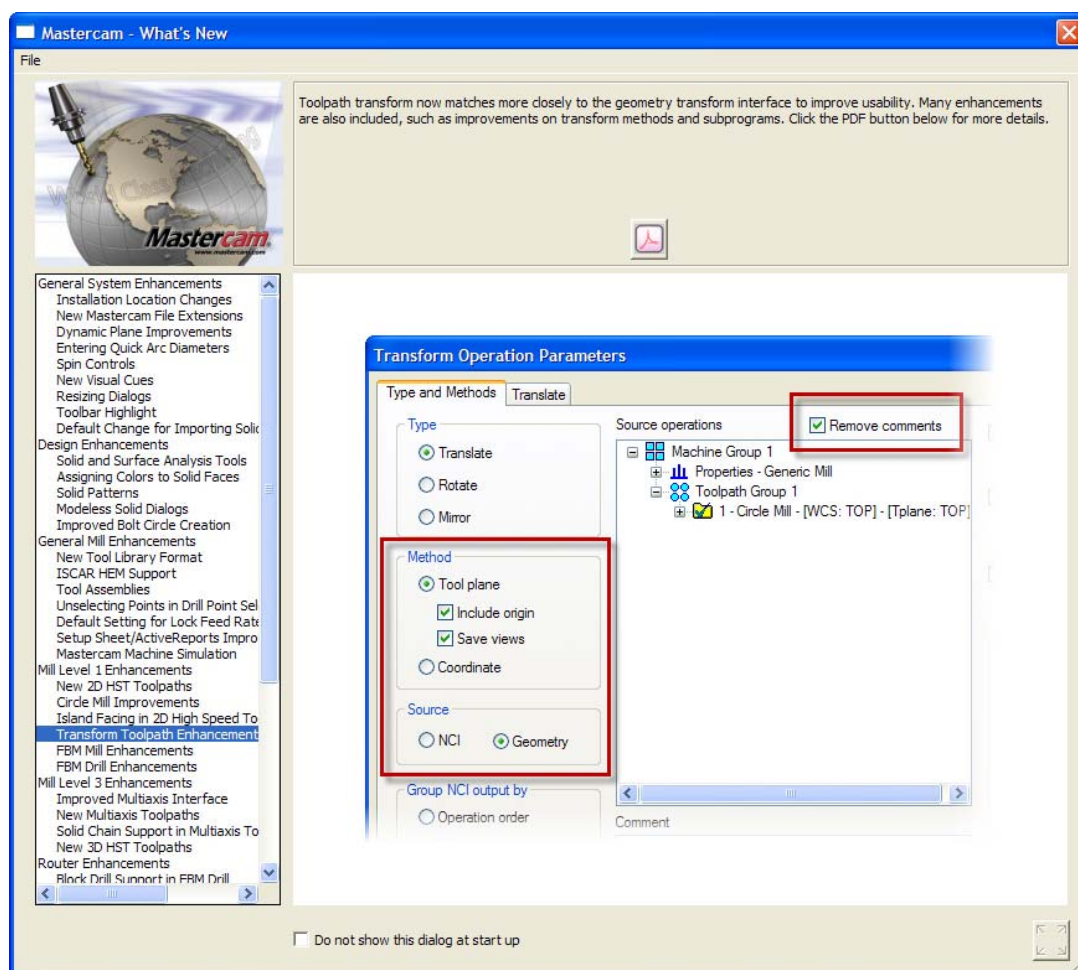 Mastercam - What's New
File
Mastercam.
www.mastercam.com
Toolpath transform now matches more closely to the geometry transform interface to improve usability. Many enhancements
are also included, such as improvements on transform methods and subprograms. Click the PDF button below for more details.
General System Enhancements
Installation Location Changes
New Mastercam File Extensions
Dynamic Plane Improvements
Entering Quick Arc Diameters
Spin Controls
New Visual Cues
Resizing Dialogs
Toolbar Highlight
Default Change for Importing Solic
Design Enhancements
Solid and Surface Analysis Tools
Assigning Colors to Solid Faces
Solid Patterns
Modeless Solid Dialogs
Improved Bolt Circle Creation
General Mill Enhancements
New Tool Library Format
ISCAR HEM Support
Tool Assemblies
Unselecting Points in Drill Point Sel
Default Setting for Lock Feed Rate
Setup Sheet/ActiveReports Impro
Mastercam Machine Simulation
Mill Level 1 Enhancements
New 2D HST Toolpaths
Circle Mill Improvements
Island Facing in 2D High Speed To
Transform Toolpath Enhancement
FBM Mill Enhancements
FBM Drill Enhancements
Mill Level 3 Enhancements
Improved Multiaxis Interface
New Multiaxis Toolpaths
Solid Chain Support in Multiaxis To
New 3D HST Toolpaths
Router Enhancements
Block Drill Support in FBM Drill
Transform Operation Parameters
Type and Methods Translate
Type
Translate
Rotate
Mirror
Method
Tool plane
Include origin
Save views
Coordinate
Source
NCI Geometry
Group NCI output by
Operation order
Source operations Remove comments
Machine Group 1
Properties - Generic Mill
Toolpath Group 1
1 - Circle Mill - [WCS: TOP] - [Tplane: TOP]
Comment
Do not show this dialog at start up